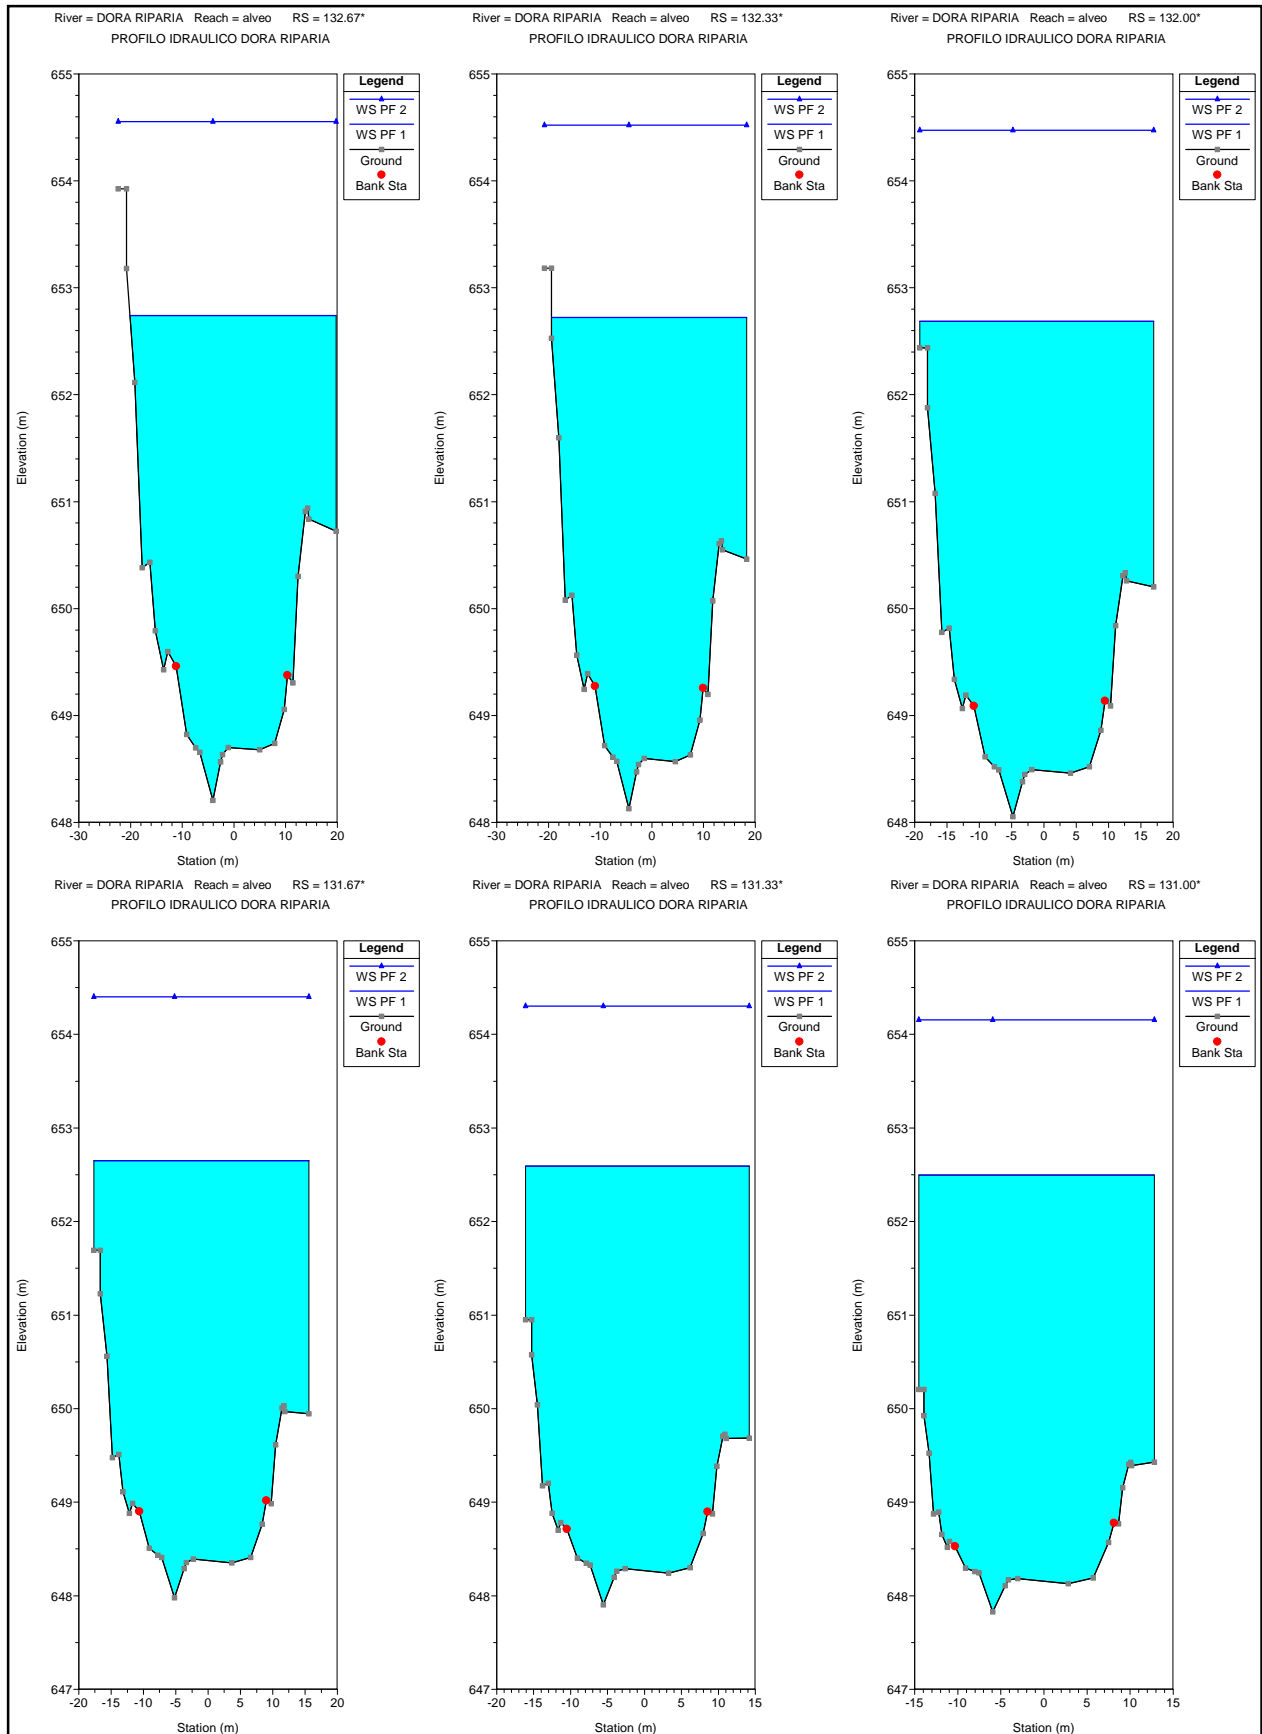 River = DORA RIPARIA   Reach = alveo      RS = 132.67*
PROFILO IDRAULICO DORA RIPARIA
655
654
653
652
651
650
649
648
-30 -20 -10 0 10 20
Station (m)
Elevation (m)
Legend
WS PF 2
WS PF 1
Ground
Bank Sta
River = DORA RIPARIA   Reach = alveo      RS = 132.33*
PROFILO IDRAULICO DORA RIPARIA
655
654
653
652
651
650
649
648
-30 -20 -10 0 10 20
Station (m)
Elevation (m)
Legend
WS PF 2
WS PF 1
Ground
Bank Sta
River = DORA RIPARIA   Reach = alveo      RS = 132.00*
PROFILO IDRAULICO DORA RIPARIA
655
654
653
652
651
650
649
648
-20 -15 -10 -5 0 5 10 15 20
Station (m)
Elevation (m)
Legend
WS PF 2
WS PF 1
Ground
Bank Sta
River = DORA RIPARIA   Reach = alveo      RS = 131.67*
PROFILO IDRAULICO DORA RIPARIA
655
654
653
652
651
650
649
648
647
-20 -15 -10 -5 0 5 10 15 20
Station (m)
Elevation (m)
Legend
WS PF 2
WS PF 1
Ground
Bank Sta
River = DORA RIPARIA   Reach = alveo      RS = 131.33*
PROFILO IDRAULICO DORA RIPARIA
655
654
653
652
651
650
649
648
647
-20 -15 -10 -5 0 5 10 15
Station (m)
Elevation (m)
Legend
WS PF 2
WS PF 1
Ground
Bank Sta
River = DORA RIPARIA   Reach = alveo      RS = 131.00*
PROFILO IDRAULICO DORA RIPARIA
655
654
653
652
651
650
649
648
647
-15 -10 -5 0 5 10 15
Station (m)
Elevation (m)
Legend
WS PF 2
WS PF 1
Ground
Bank Sta